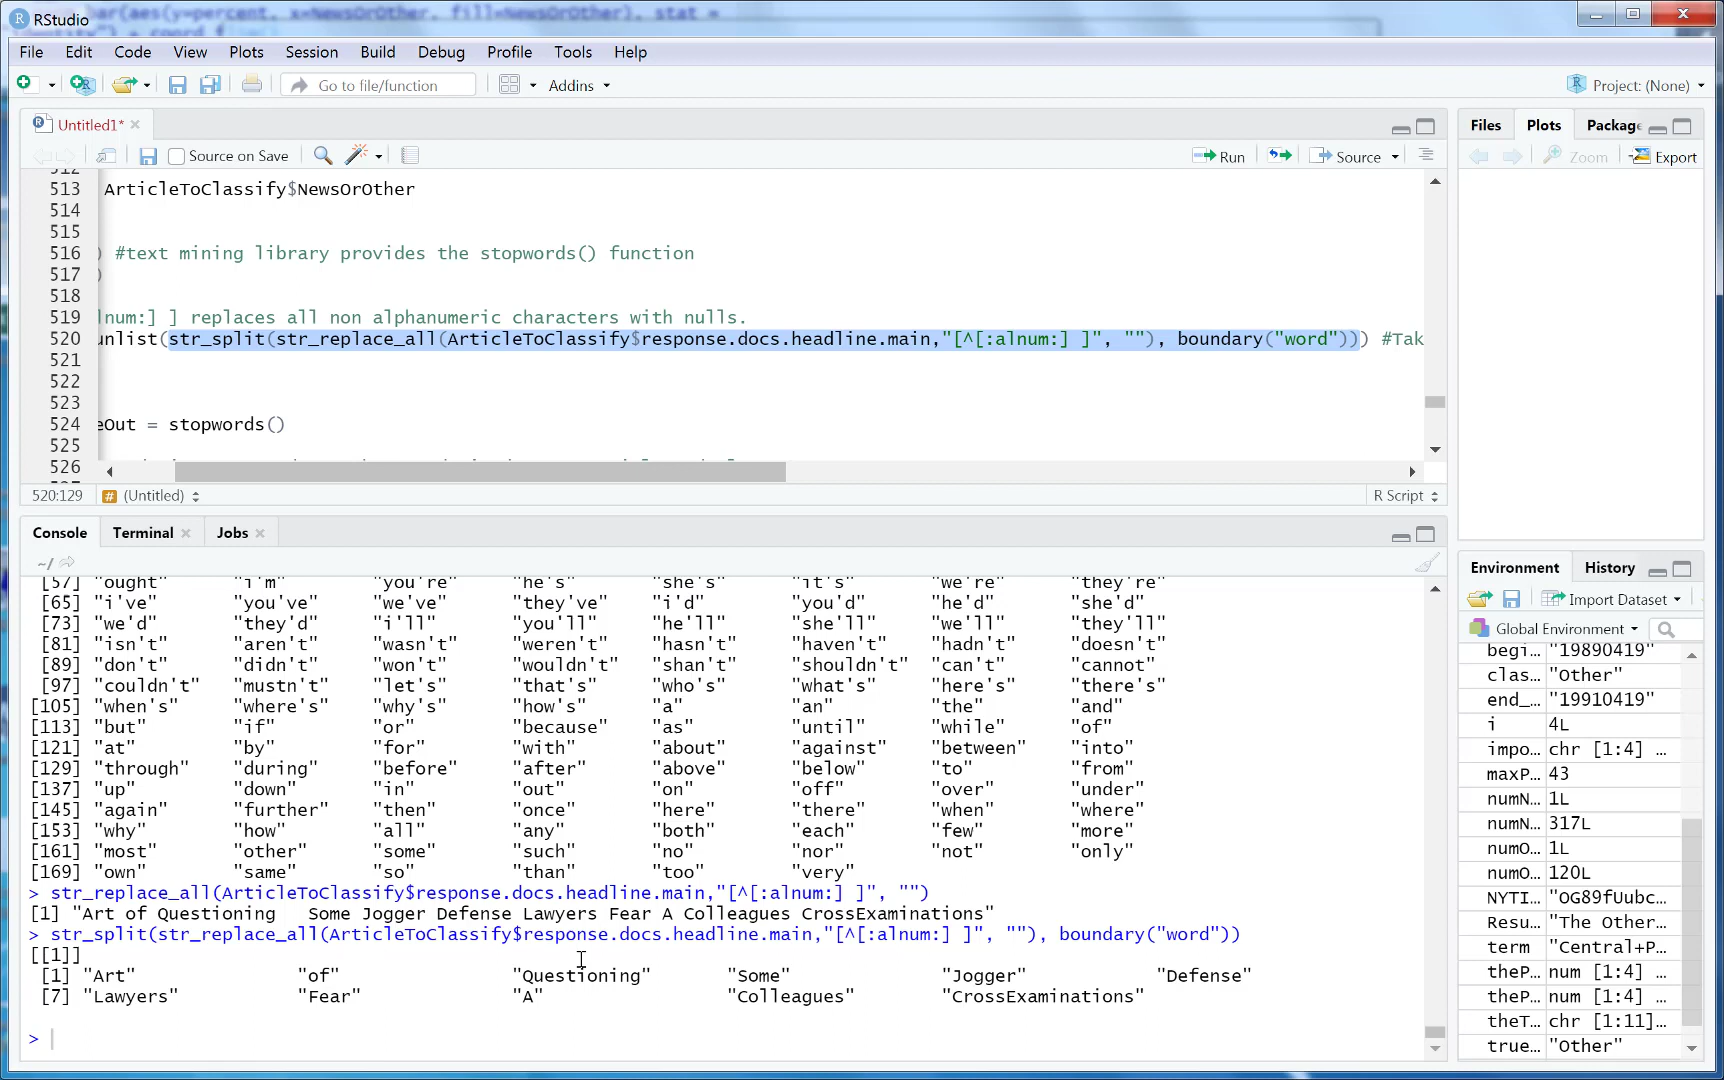 bar(aes(y=percent, x=NewsOrOther, fill=NewsOrOther), stat =
RStudio
File Edit Code View Plots Session Build Debug Profile Tools Help
Go to file/function Addins Project: (None)
Untitled1*
Source on Save Run Source
512
513 ArticleToClassify$NewsOrOther
514
515
516 ) #text mining library provides the stopwords() function
517 )
518
519 lnum:] ] replaces all non alphanumeric characters with nulls.
520 unlist(str_split(str_replace_all(ArticleToClassify$response.docs.headline.main,"[^[:alnum:] ]", ""), boundary("word"))) #Tak
521
522
523
524 eOut = stopwords()
525
526
520:129 (Untitled) R Script
Console Terminal Jobs
~/
[57] "ought" "i'm" "you're" "he's" "she's" "it's" "we're" "they're"
[65] "i've" "you've" "we've" "they've" "i'd" "you'd" "he'd" "she'd"
[73] "we'd" "they'd" "i'll" "you'll" "he'll" "she'll" "we'll" "they'll"
[81] "isn't" "aren't" "wasn't" "weren't" "hasn't" "haven't" "hadn't" "doesn't"
[89] "don't" "didn't" "won't" "wouldn't" "shan't" "shouldn't" "can't" "cannot"
[97] "couldn't" "mustn't" "let's" "that's" "who's" "what's" "here's" "there's"
[105] "when's" "where's" "why's" "how's" "a" "an" "the" "and"
[113] "but" "if" "or" "because" "as" "until" "while" "of"
[121] "at" "by" "for" "with" "about" "against" "between" "into"
[129] "through" "during" "before" "after" "above" "below" "to" "from"
[137] "up" "down" "in" "out" "on" "off" "over" "under"
[145] "again" "further" "then" "once" "here" "there" "when" "where"
[153] "why" "how" "all" "any" "both" "each" "few" "more"
[161] "most" "other" "some" "such" "no" "nor" "not" "only"
[169] "own" "same" "so" "than" "too" "very"
> str_replace_all(ArticleToClassify$response.docs.headline.main,"[^[:alnum:] ]", "")
[1] "Art of Questioning   Some Jogger Defense Lawyers Fear A Colleagues CrossExaminations"
> str_split(str_replace_all(ArticleToClassify$response.docs.headline.main,"[^[:alnum:] ]", ""), boundary("word"))
[[1]]
[1] "Art" "of" "Questioning" "Some" "Jogger" "Defense"
[7] "Lawyers" "Fear" "A" "Colleagues" "CrossExaminations"
>
Files Plots Packag
Zoom Export
Environment History
Import Dataset
Global Environment
begi… "19890419"
clas… "Other"
end_… "19910419"
i 4L
impo… chr [1:4] …
maxP… 43
numN… 1L
numN… 317L
numO… 1L
numO… 120L
NYTI… "OG89fUubc…
Resu… "The Other…
term "Central+P…
theP… num [1:4] …
theP… num [1:4] …
theT… chr [1:11]…
true… "Other"